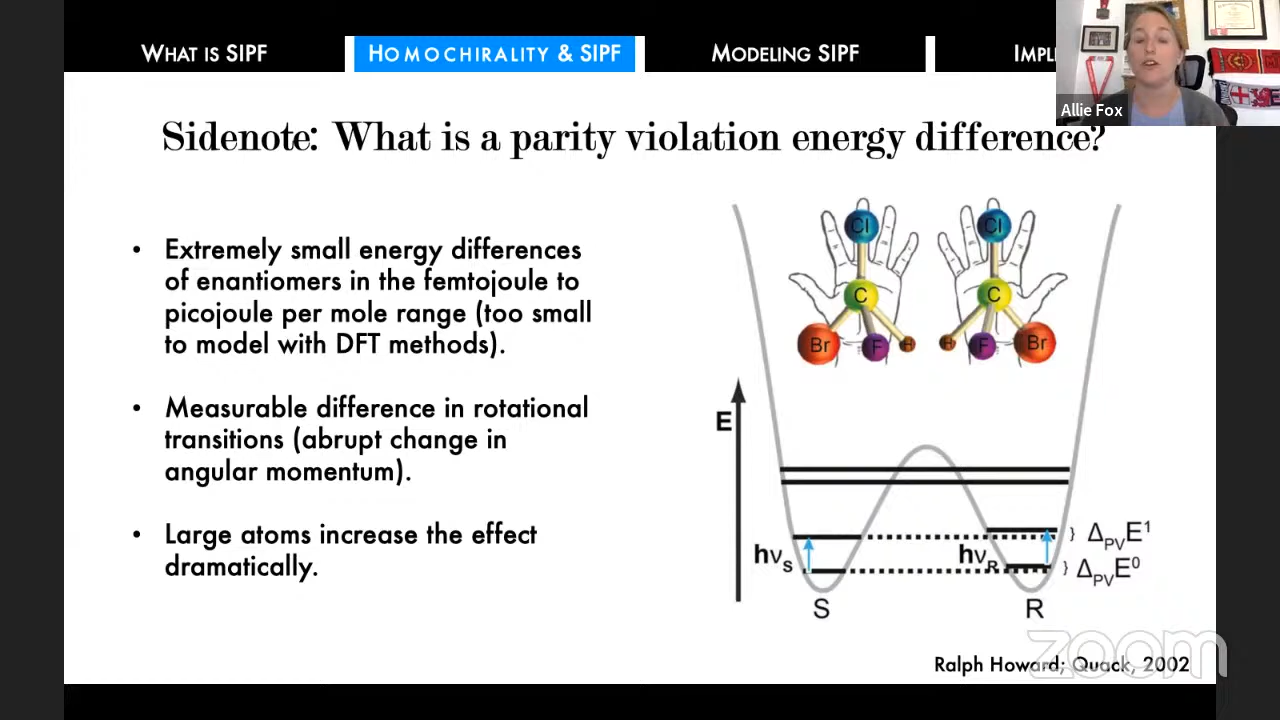 WHAT IS SIPF
HOMOCHIRALITY & SIPF
MODELING SIPF
IMPL
Allie Fox
Sidenote: What is a parity violation energy difference?
• Extremely small energy differences
of enantiomers in the femtojoule to
picojoule per mole range (too small
to model with DFT methods).
• Measurable difference in rotational
transitions (abrupt change in
angular momentum).
• Large atoms increase the effect
dramatically.
Cl
Cl
C
C
Br
F
H
H
F
Br
E
hνS
hνR
} ΔPVE¹
} ΔPVE⁰
S
R
zoom
Ralph Howard; Quack, 2002